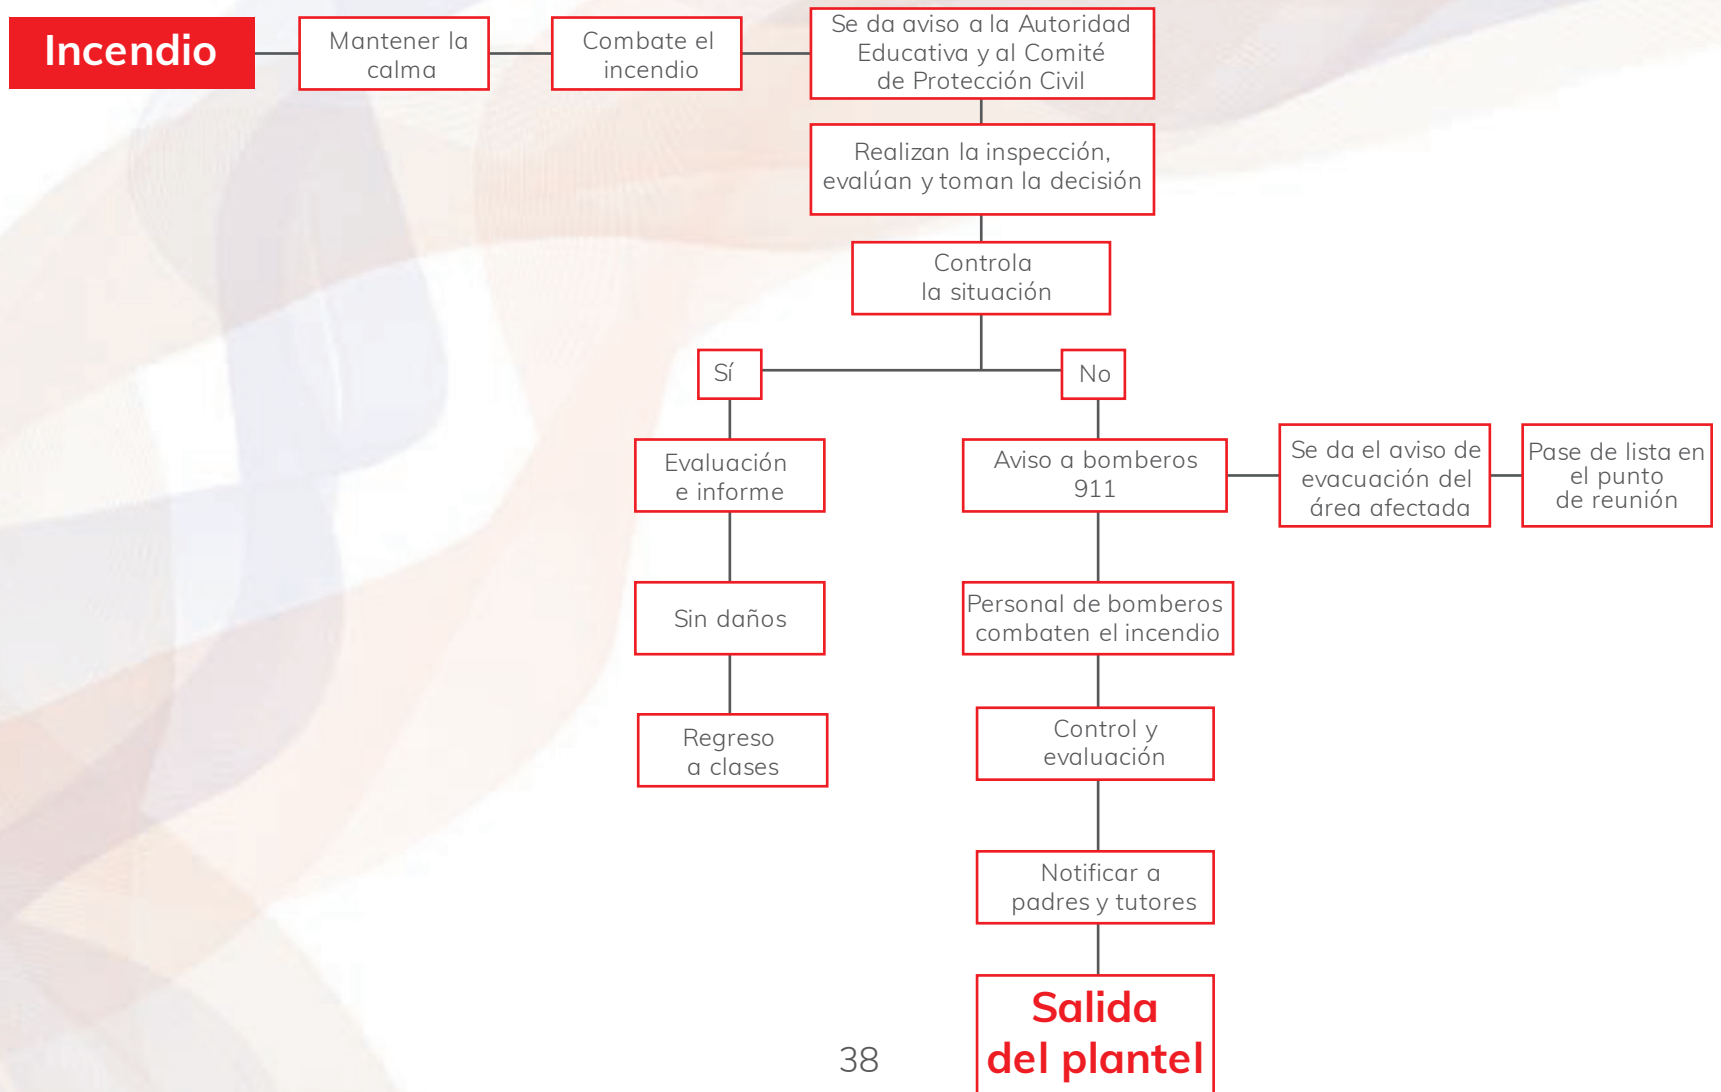 Incendio
Mantener la
calma
Combate el
incendio
Se da aviso a la Autoridad
Educativa y al Comité
de Protección Civil
Realizan la inspección,
evalúan y toman la decisión
Controla
la situación
Sí
No
Evaluación
e informe
Sin daños
Regreso
a clases
Aviso a bomberos
911
Se da el aviso de
evacuación del
área afectada
Pase de lista en
el punto
de reunión
Personal de bomberos
combaten el incendio
Control y
evaluación
Notificar a
padres y tutores
Salida
del plantel
38